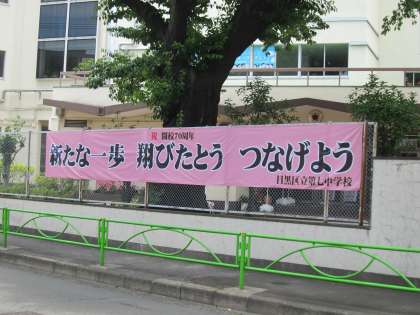 祝 開校70周年
新たな一歩 翔びたとう つなげよう
目黒区立第七中学校